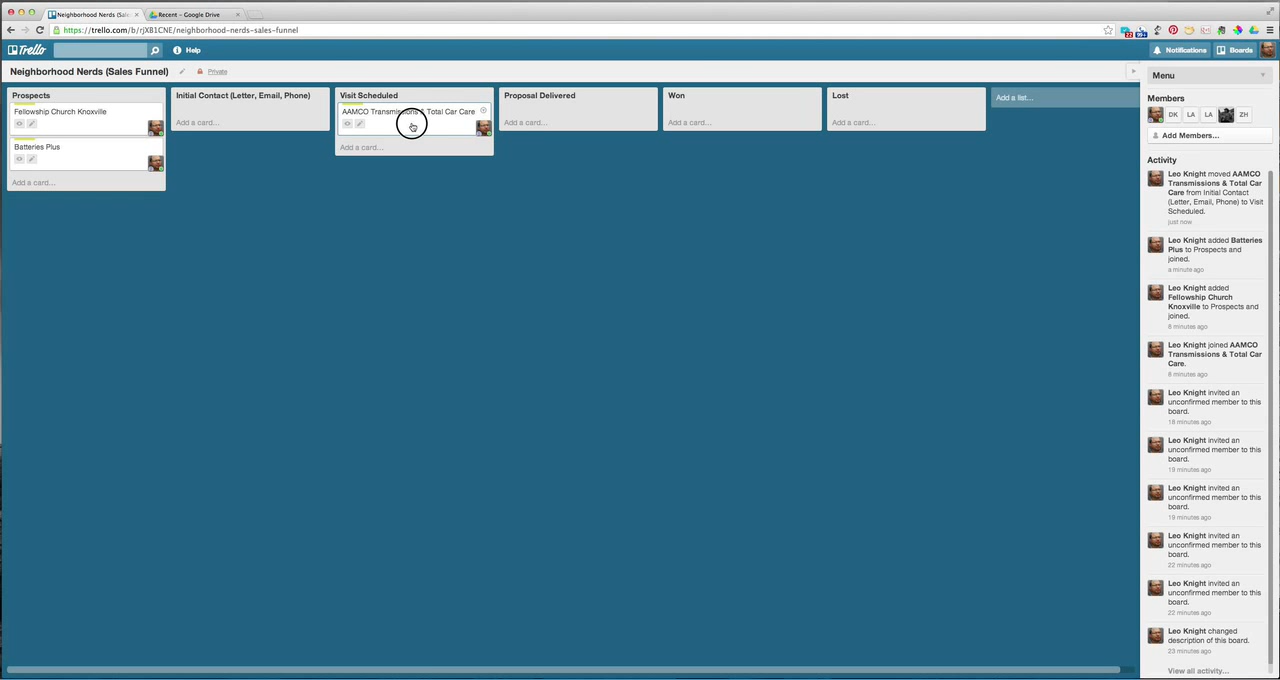 Neighborhood Nerds (Sales
Recent - Google Drive
https://trello.com/b/rjXB1CNE/neighborhood-nerds-sales-funnel
22
99+
Trello
Help
Notifications
Boards
Neighborhood Nerds (Sales Funnel)
Private
Prospects
Fellowship Church Knoxville
Batteries Plus
Add a card...
Initial Contact (Letter, Email, Phone)
Add a card...
Visit Scheduled
AAMCO Transmissions & Total Car Care
Add a card...
Proposal Delivered
Add a card...
Won
Add a card...
Lost
Add a card...
Add a list...
Menu
Members
DK LA LA ZH
Add Members...
Activity
Leo Knight moved AAMCO
Transmissions & Total Car
Care from Initial Contact
(Letter, Email, Phone) to Visit
Scheduled.
just now
Leo Knight added Batteries
Plus to Prospects and
joined.
a minute ago
Leo Knight added
Fellowship Church
Knoxville to Prospects and
joined.
6 minutes ago
Leo Knight joined AAMCO
Transmissions & Total Car
Care.
8 minutes ago
Leo Knight invited an
unconfirmed member to this
board.
18 minutes ago
Leo Knight invited an
unconfirmed member to this
board.
19 minutes ago
Leo Knight invited an
unconfirmed member to this
board.
19 minutes ago
Leo Knight invited an
unconfirmed member to this
board.
22 minutes ago
Leo Knight invited an
unconfirmed member to this
board.
22 minutes ago
Leo Knight changed
description of this board.
23 minutes ago
View all activity...